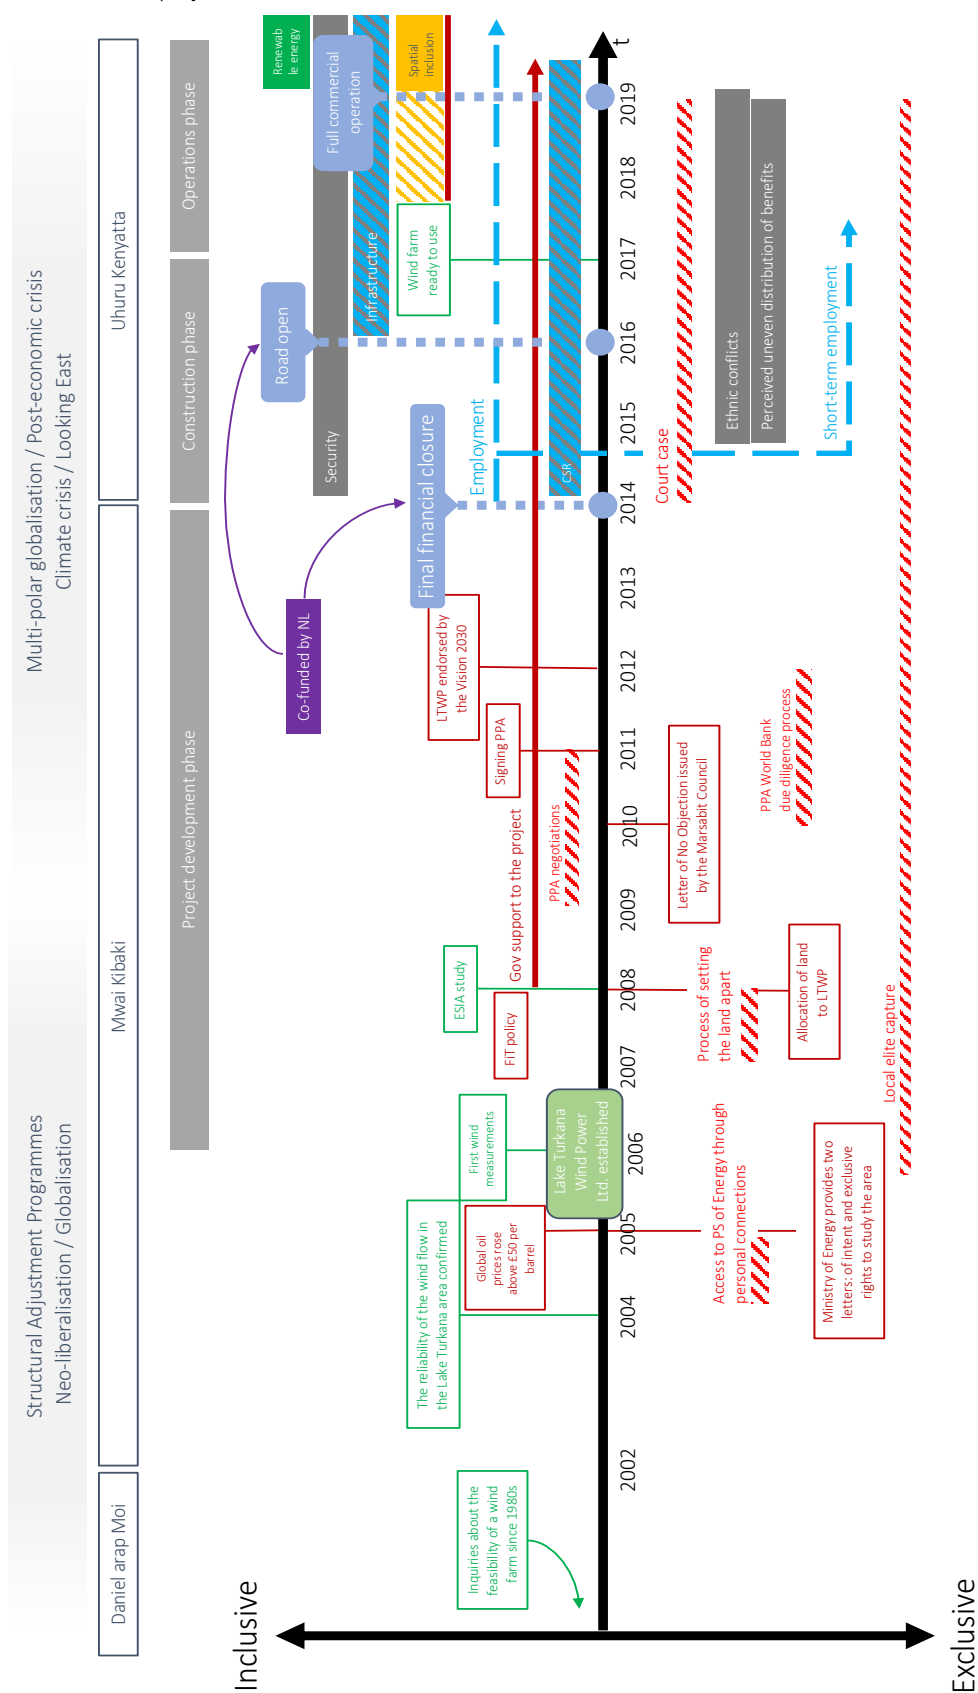 Structural Adjustment Programmes
Neo-liberalisation / Globalisation
Multi-polar globalisation / Post-economic crisis
Climate crisis / Looking East
Daniel arap Moi
Mwai Kibaki
Uhuru Kenyatta
Project development phase
Construction phase
Operations phase
Inclusive
Renewab
le energy
Co-funded by NL
Road open
Security
Full commercial
operation
Infrastructure
Spatial
inclusion
Wind farm
ready to use
Final financial closure
LTWP endorsed by
the Vision 2030
The reliability of the wind flow in
the Lake Turkana area confirmed
Inquiries about the
feasibility of a wind
farm since 1980s
First wind
measurements
Global oil
prices rose
above £50 per
barrel
ESIA study
FiT policy
Signing PPA
Employment
Gov support to the project
PPA negotiations
CSR
Lake Turkana
Wind Power
Ltd. established
t
2002
2004
2005
2006
2007
2008
2009
2010
2011
2012
2013
2014
2015
2016
2017
2018
2019
Court case
Letter of No Objection issued
by the Marsabit Council
Process of setting
the land apart
Access to PS of Energy through
personal connections
Ethnic conflicts
Perceived uneven distribution of benefits
PPA World Bank
due diligence process
Allocation of land
to LTWP
Ministry of Energy provides two
letters: of intent and exclusive
rights to study the area
Short-term employment
Local elite capture
Exclusive